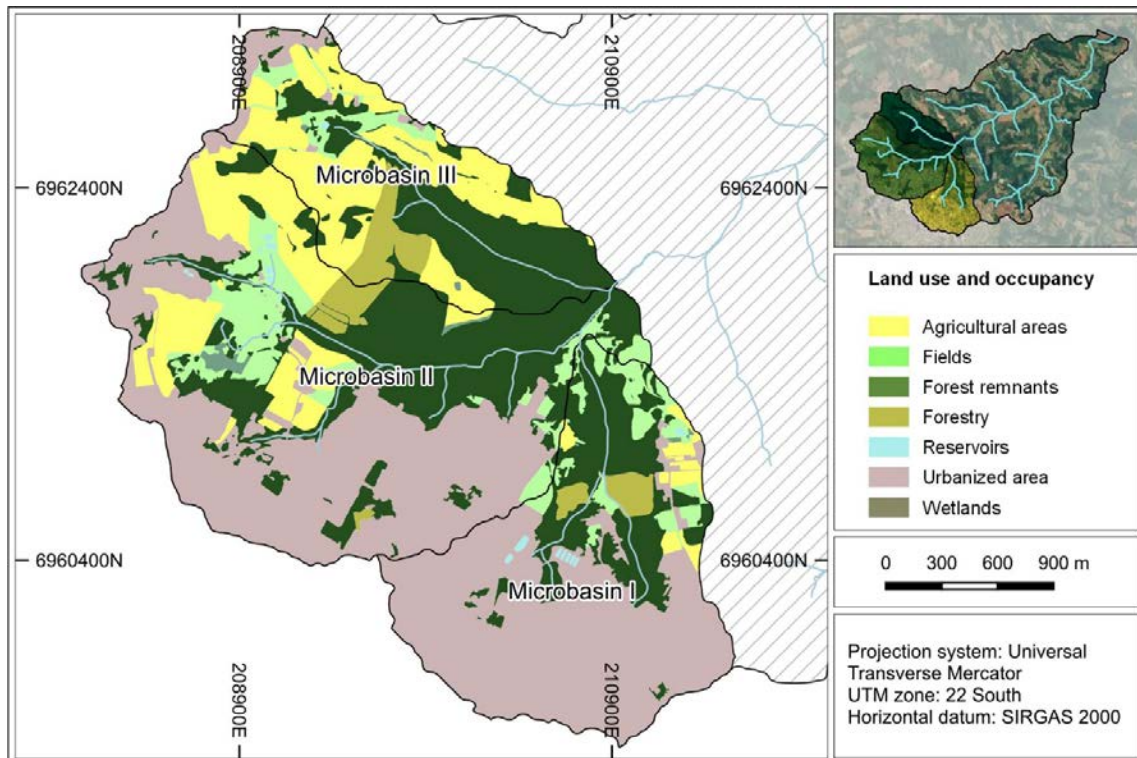 208900E
210900E
Microbasin III
6962400N
6962400N
Microbasin II
6960400N
6960400N
Microbasin I
208900E
210900E
Land use and occupancy
Agricultural areas
Fields
Forest remnants
Forestry
Reservoirs
Urbanized area
Wetlands
0 300 600 900 m
Projection system: Universal
Transverse Mercator
UTM zone: 22 South
Horizontal datum: SIRGAS 2000